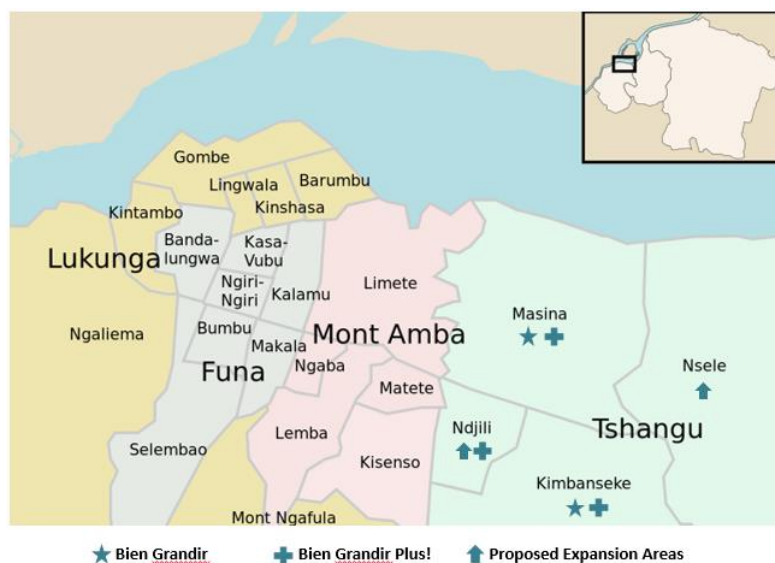 Gombe
Lingwala
Barumbu
Kinshasa
Kintambo
Banda-
lungwa
Kasa-
Vubu
Lukunga
Ngiri-
Ngiri
Kalamu
Limete
Ngaliema
Bumbu
Makala
Mont Amba
Masina
Funa
Ngaba
Matete
Nsele
Lemba
Ndjili
Tshangu
Selembao
Kisenso
Kimbanseke
Mont Ngafula
Bien Grandir
Bien Grandir Plus!
Proposed Expansion Areas